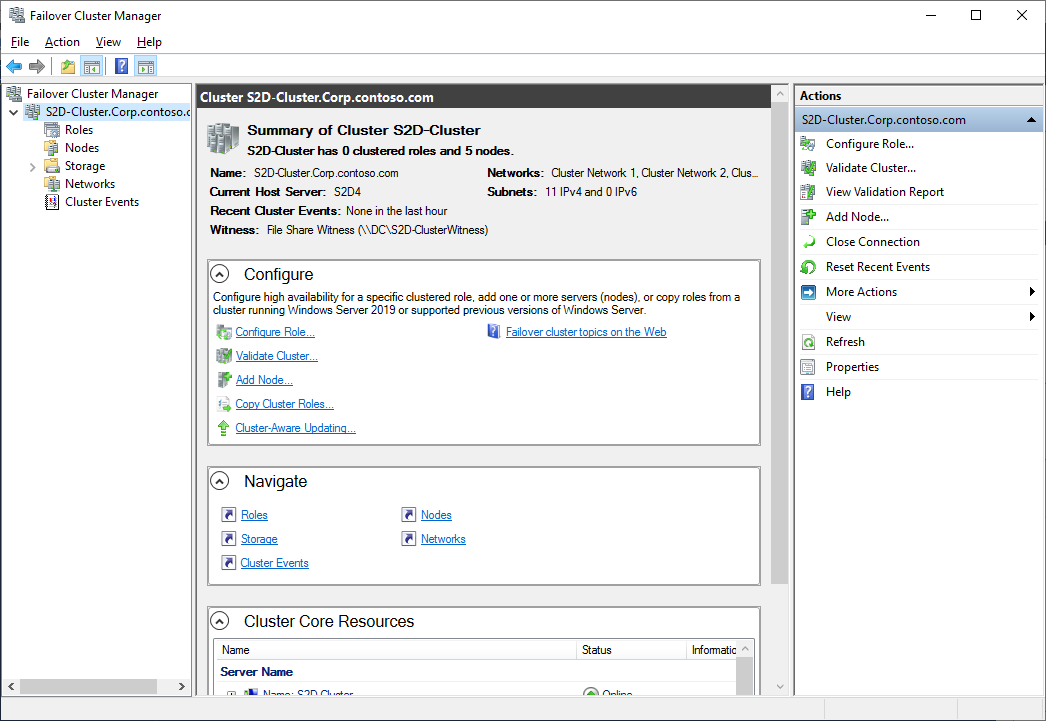 Failover Cluster Manager
File Action View Help
Failover Cluster Manager
S2D-Cluster.Corp.contoso.c
Roles
Nodes
Storage
Networks
Cluster Events
Cluster S2D-Cluster.Corp.contoso.com
Summary of Cluster S2D-Cluster
S2D-Cluster has 0 clustered roles and 5 nodes.
Name: S2D-Cluster.Corp.contoso.com Networks: Cluster Network 1, Cluster Network 2, Clus...
Current Host Server: S2D4 Subnets: 11 IPv4 and 0 IPv6
Recent Cluster Events: None in the last hour
Witness: File Share Witness (\\DC\S2D-ClusterWitness)
Configure
Configure high availability for a specific clustered role, add one or more servers (nodes), or copy roles from a
cluster running Windows Server 2019 or supported previous versions of Windows Server.
Configure Role... Failover cluster topics on the Web
Validate Cluster...
Add Node...
Copy Cluster Roles...
Cluster-Aware Updating...
Navigate
Roles Nodes
Storage Networks
Cluster Events
Cluster Core Resources
Name Status Informatic
Server Name
Name: S2D-Cluster Online
Actions
S2D-Cluster.Corp.contoso.com
Configure Role...
Validate Cluster...
View Validation Report
Add Node...
Close Connection
Reset Recent Events
More Actions
View
Refresh
Properties
Help